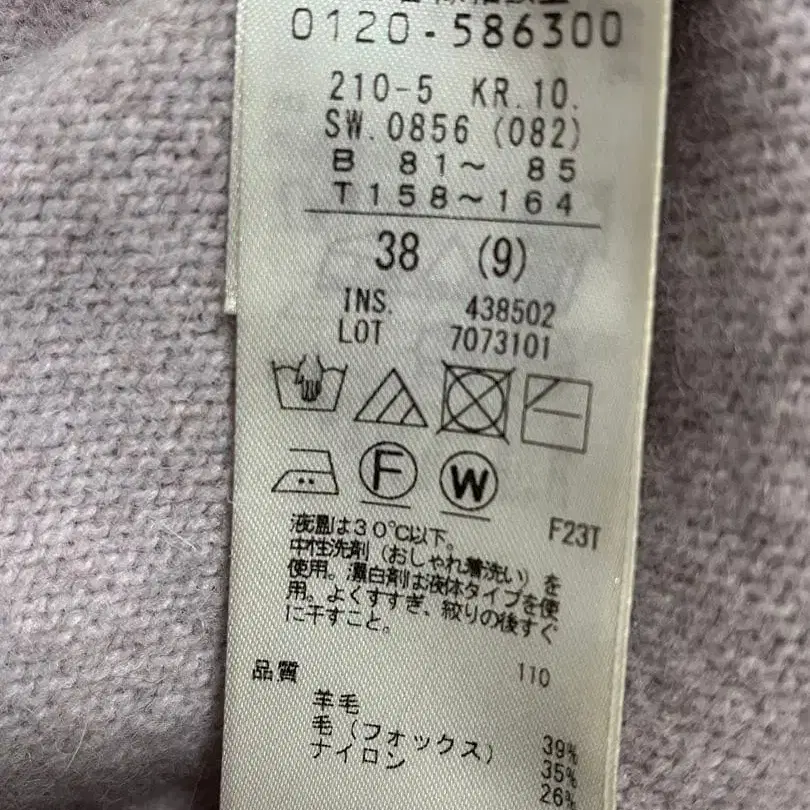 0120-586300
210-5 KR.10.
SW.0856 (082)
B 81～ 85
T158～164
38 (9)
INS. 438502
LOT 7073101
F
W
F23T
液温は30℃以下。
中性洗剤（おしゃれ着洗い）を
使用。漂白剤は液体タイプを使
用。よくすすぎ、絞りの後すぐ
に干すこと。
品質 110
羊毛 39%
毛（フォックス） 35%
ナイロン 26%